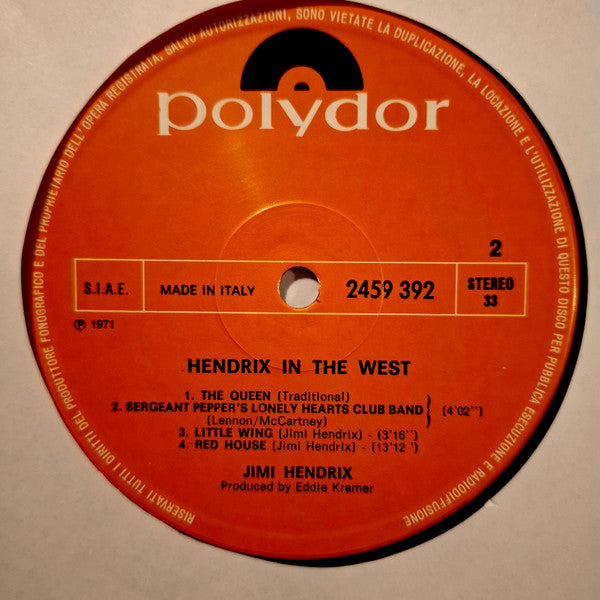 RISERVATI TUTTI I DIRITTI DEL PRODUTTORE FONOGRAFICO E DEL PROPRIETARIO DELL'OPERA REGISTRATA, SALVO AUTORIZZAZIONI, SONO VIETATE LA DUPLICAZIONE, LA LOCAZIONE E L'UTILIZZAZIONE DI QUESTO DISCO PER PUBBLICA ESECUZIONE E RADIODIFFUSIONE
polydor
2
S.I.A.E. MADE IN ITALY 2459 392 STEREO
33
℗ 1971
HENDRIX IN THE WEST
1. THE QUEEN (Traditional)
2. SERGEANT PEPPER'S LONELY HEARTS CLUB BAND (4'02'')
(Lennon/McCartney)
3. LITTLE WING (Jimi Hendrix) - (3'16'')
4. RED HOUSE (Jimi Hendrix) - (13'12')
JIMI HENDRIX
Produced by Eddie Kramer